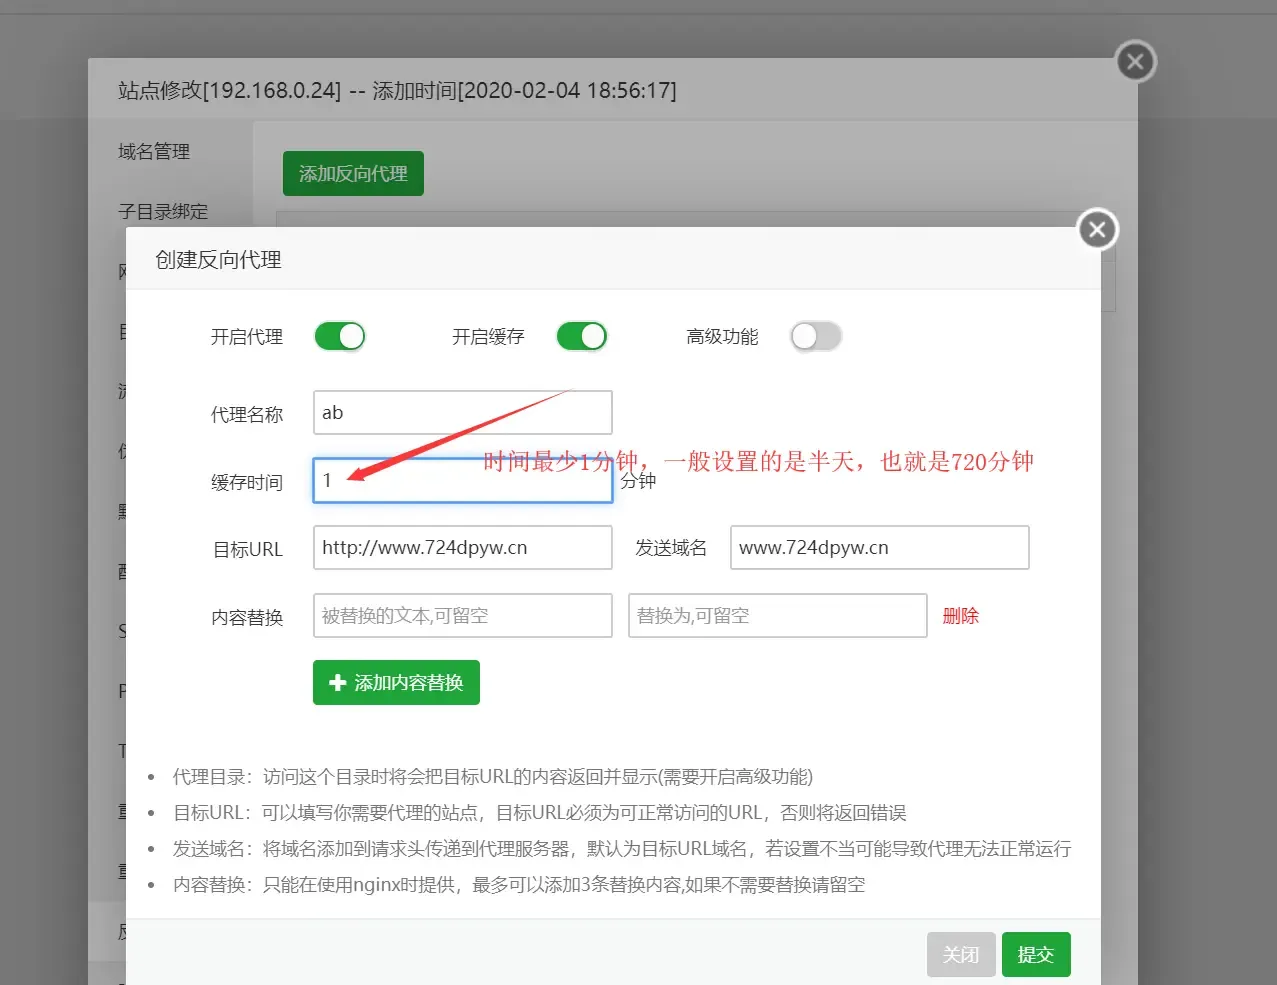 站点修改[192.168.0.24] -- 添加时间[2020-02-04 18:56:17]
域名管理
添加反向代理
子目录绑定
创建反向代理
开启代理 开启缓存 高级功能
代理名称 ab
时间最少1分钟，一般设置的是半天，也就是720分钟
缓存时间 1 分钟
目标URL http://www.724dpyw.cn 发送域名 www.724dpyw.cn
内容替换 被替换的文本,可留空 替换为,可留空 删除
添加内容替换
代理目录：访问这个目录时将会把目标URL的内容返回并显示(需要开启高级功能)
目标URL：可以填写你需要代理的站点，目标URL必须为可正常访问的URL，否则将返回错误
发送域名：将域名添加到请求头传递到代理服务器，默认为目标URL域名，若设置不当可能导致代理无法正常运行
内容替换：只能在使用nginx时提供，最多可以添加3条替换内容,如果不需要替换请留空
关闭 提交